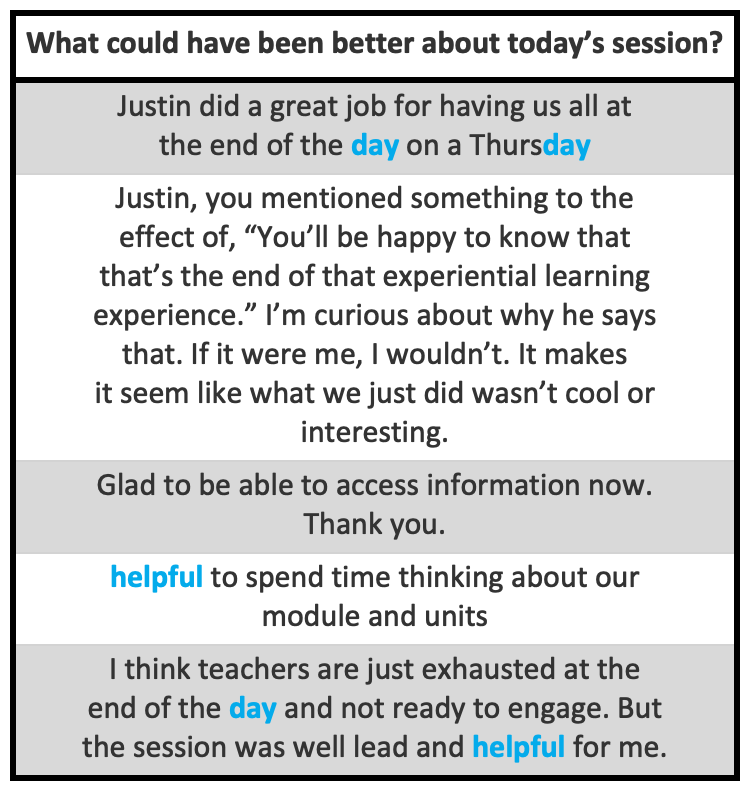 What could have been better about today’s session?
Justin did a great job for having us all at
the end of the day on a Thursday
Justin, you mentioned something to the
effect of, “You’ll be happy to know that
that’s the end of that experiential learning
experience.” I’m curious about why he says
that. If it were me, I wouldn’t. It makes
it seem like what we just did wasn’t cool or
interesting.
Glad to be able to access information now.
Thank you.
helpful to spend time thinking about our
module and units
I think teachers are just exhausted at the
end of the day and not ready to engage. But
the session was well lead and helpful for me.